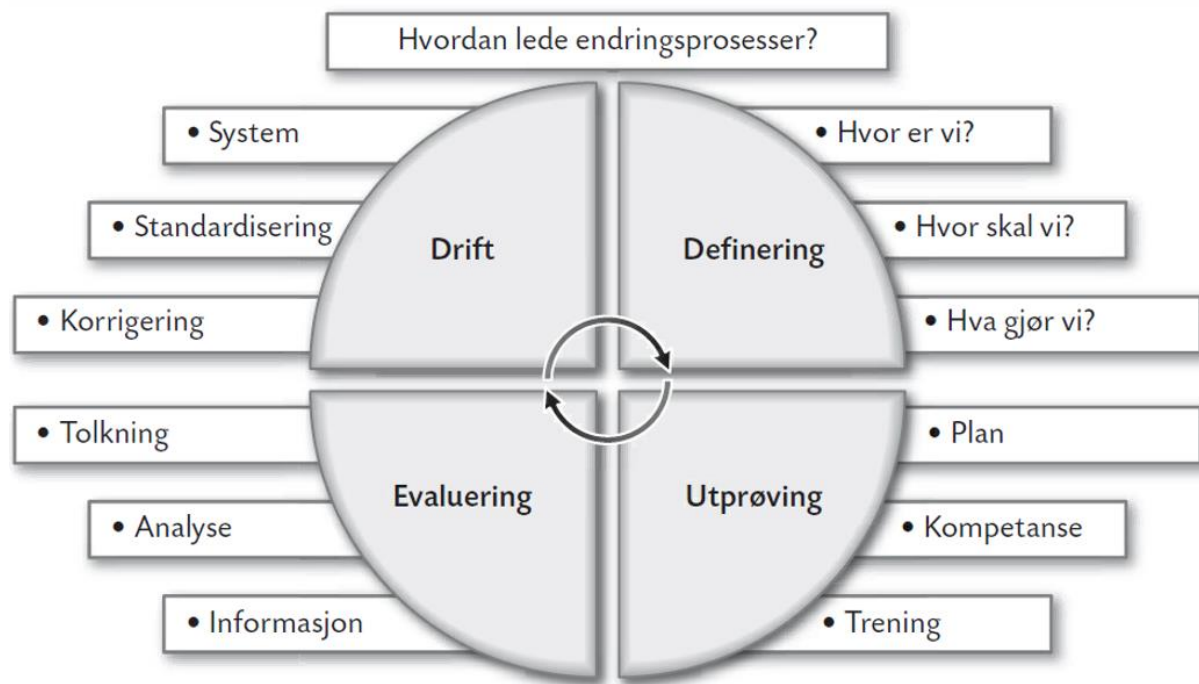 Hvordan lede endringsprosesser?
• System
• Hvor er vi?
• Standardisering
• Hvor skal vi?
Drift
Definering
• Korrigering
• Hva gjør vi?
• Tolkning
• Plan
Evaluering
Utprøving
• Analyse
• Kompetanse
• Informasjon
• Trening